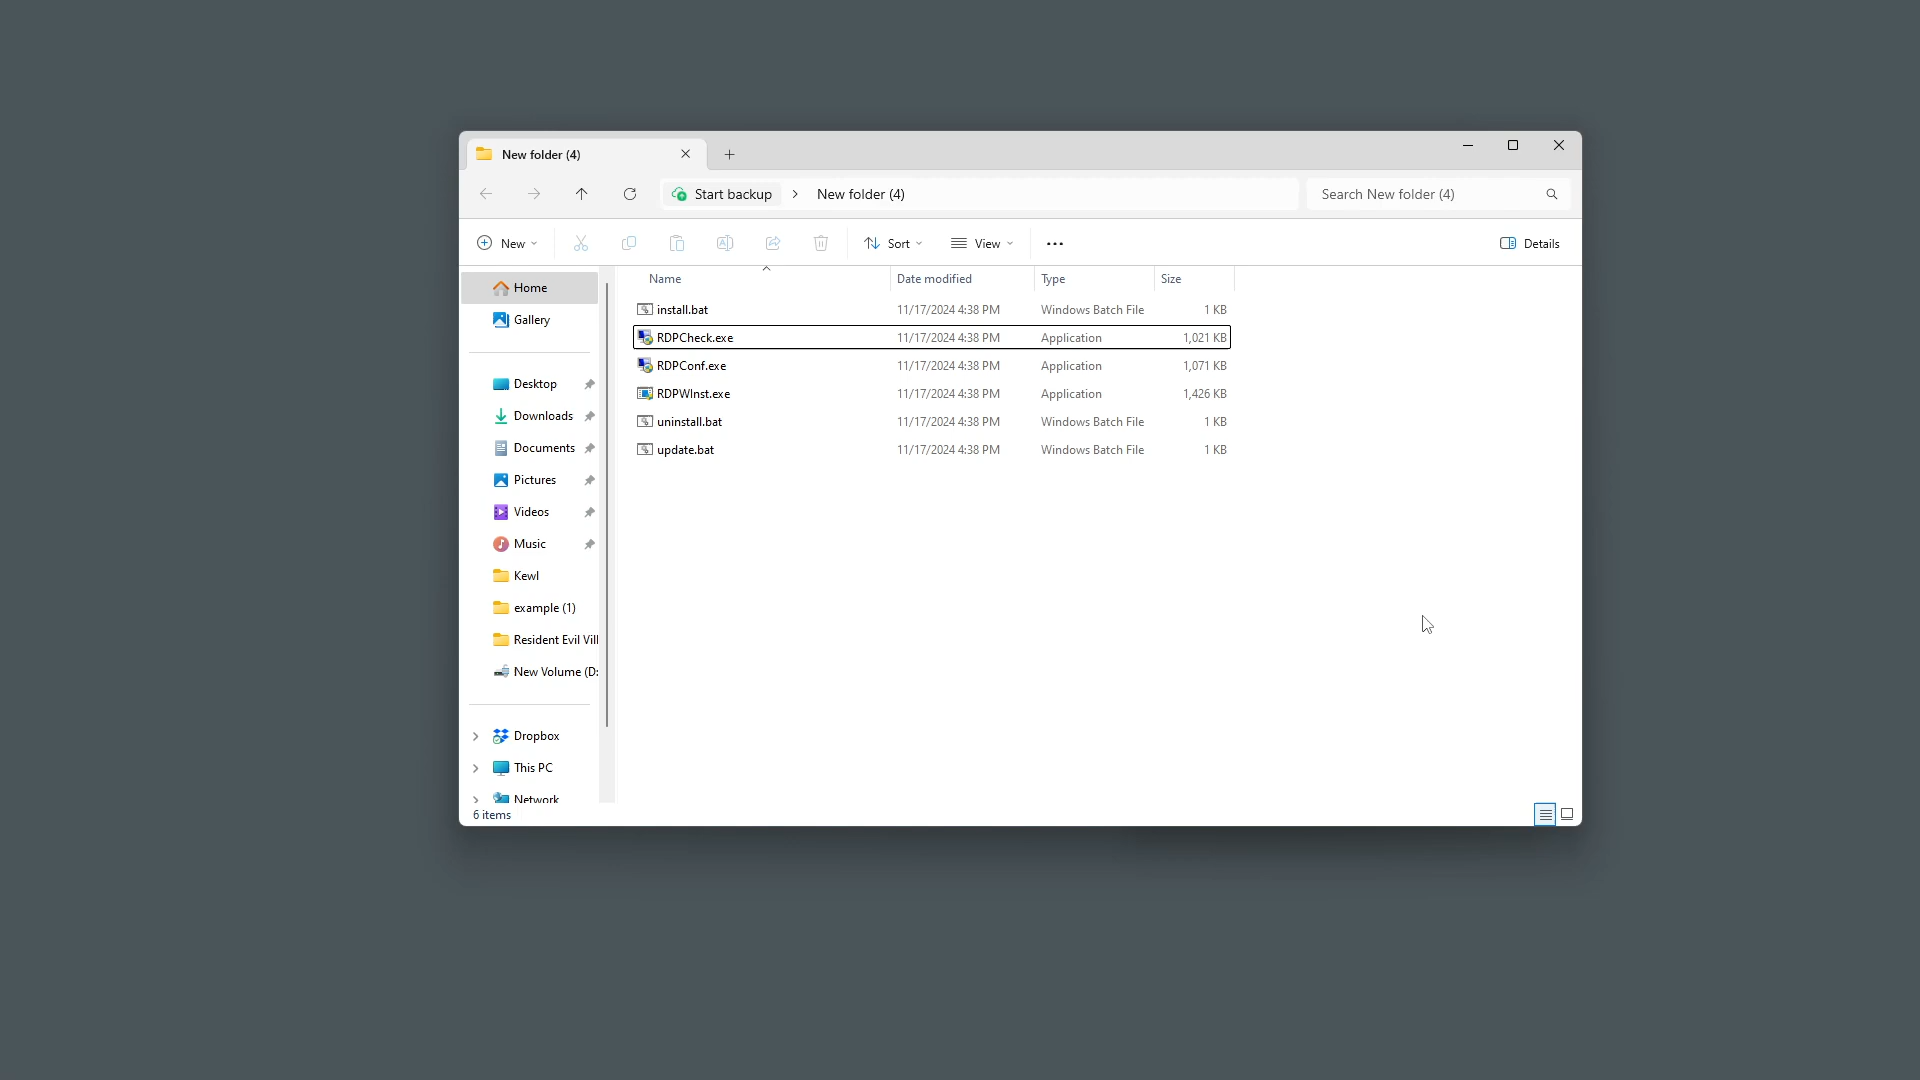 New folder (4)
Start backup > New folder (4)
Search New folder (4)
New
Sort
View
Details
Name Date modified Type Size
install.bat 11/17/2024 4:38 PM Windows Batch File 1 KB
RDPCheck.exe 11/17/2024 4:38 PM Application 1,021 KB
RDPConf.exe 11/17/2024 4:38 PM Application 1,071 KB
RDPWInst.exe 11/17/2024 4:38 PM Application 1,426 KB
uninstall.bat 11/17/2024 4:38 PM Windows Batch File 1 KB
update.bat 11/17/2024 4:38 PM Windows Batch File 1 KB
Home
Gallery
Desktop
Downloads
Documents
Pictures
Videos
Music
Kewl
example (1)
Resident Evil Vill
New Volume (D:
Dropbox
This PC
Network
6 items